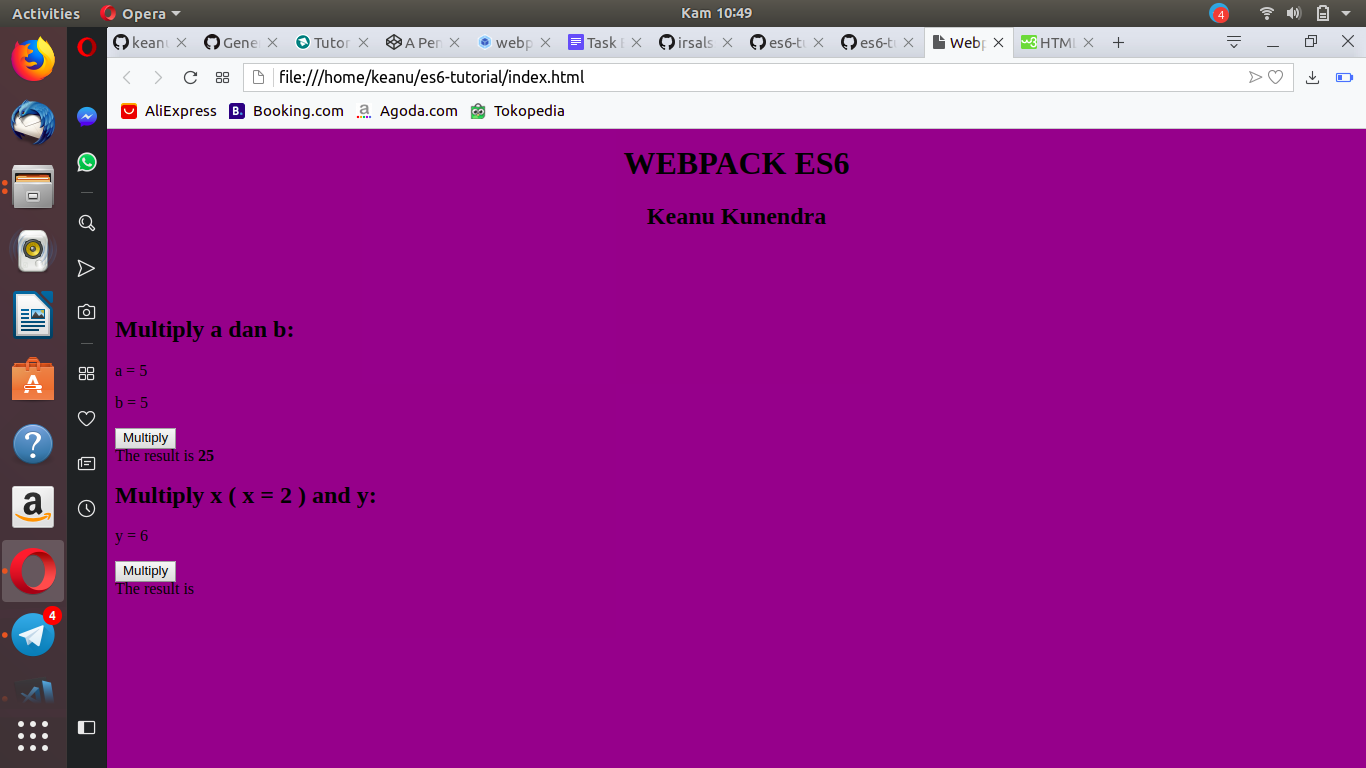 Activities Opera Kam 10:49 4
keanu Gene Tutor A Pen webp Task irsals es6-tu es6-tu Webp HTML
file:///home/keanu/es6-tutorial/index.html
AliExpress B. Booking.com a Agoda.com Tokopedia
WEBPACK ES6
Keanu Kunendra
Multiply a dan b:
a = 5
b = 5
Multiply
The result is 25
Multiply x ( x = 2 ) and y:
y = 6
Multiply
The result is
4